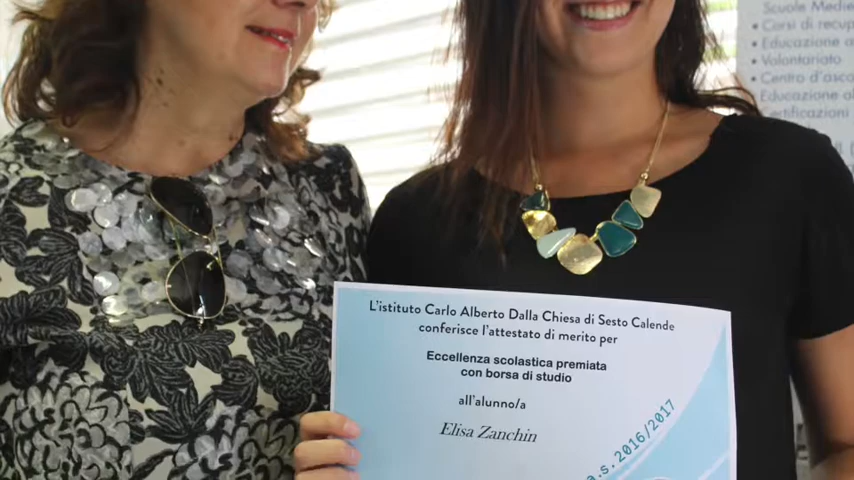 Scuole Medie
• Corsi di recup
• Educazione a
• Volontariato
• Centro d'asco
Educazione al
Certificazioni
L'istituto Carlo Alberto Dalla Chiesa di Sesto Calende
conferisce l'attestato di merito per
Eccellenza scolastica premiata
con borsa di studio
all'alunno/a
Elisa Zanchin
a.s. 2016/2017